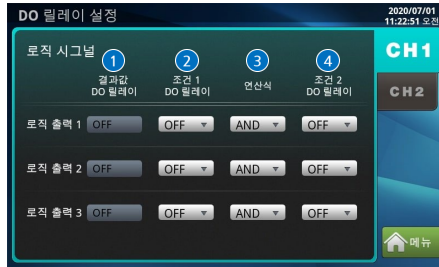 DO 릴레이 설정
2020/07/01
11:22:51 오전
로직 시그널
1 2 3 4
결과값 조건 1 연산식 조건 2
DO 릴레이 DO 릴레이 DO 릴레이
로직 출력 1 OFF OFF AND OFF
로직 출력 2 OFF OFF AND OFF
로직 출력 3 OFF OFF AND OFF
CH1
CH2
메뉴